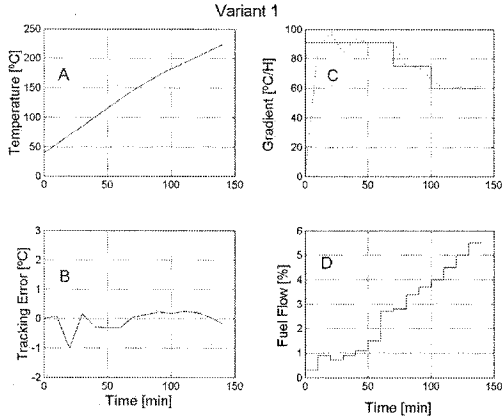 Variant 1
Temperature [ºC]
250
200
150
100
50
0
A
0 50 100 150
Gradient [ºC/H]
100
80
60
40
20
0
C
0 50 100 150
Tracking Error [ºC]
3
2
1
0
-1
-2
B
0 50 100 150
Time [min]
Fuel Flow [%]
6
5
4
3
2
1
0
D
0 50 100 150
Time [min]